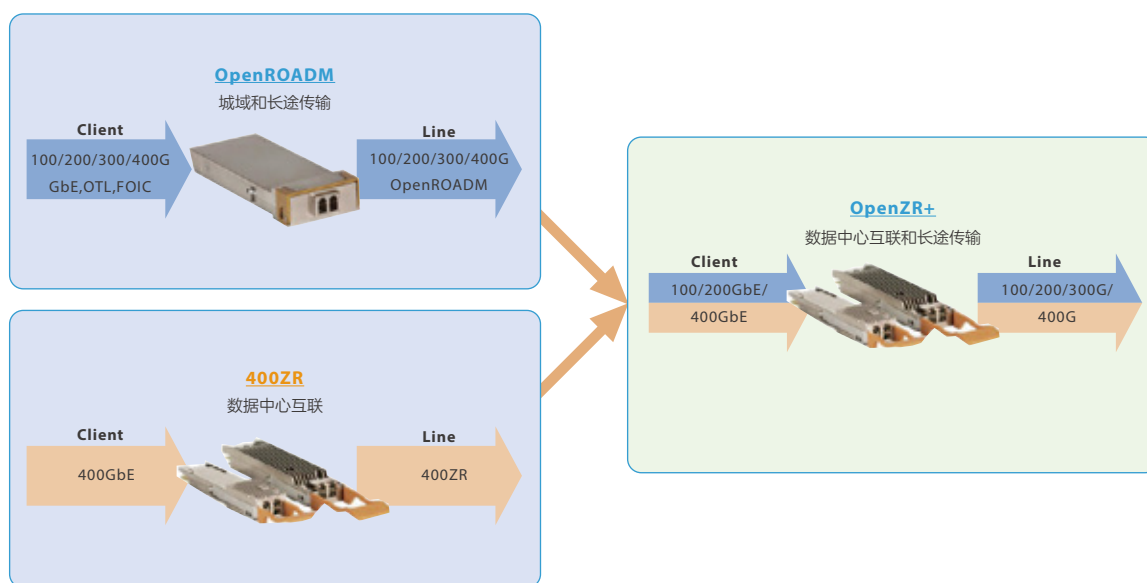 OpenROADM
城域和长途传输
Client
Line
100/200/300/400G
GbE,OTL,FOIC
100/200/300/400G
OpenROADM
400ZR
数据中心互联
Client
Line
400GbE
400ZR
OpenZR+
数据中心互联和长途传输
Client
Line
100/200GbE/
400GbE
100/200/300G/
400G